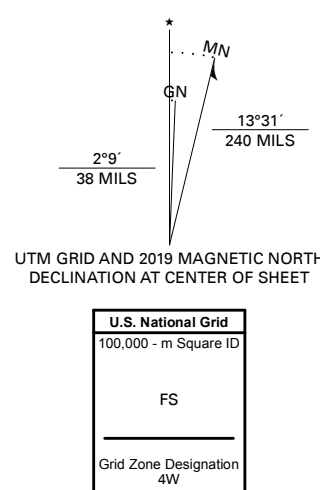 MN
GN
13°31´
240 MILS
2°9´
38 MILS
UTM GRID AND 2019 MAGNETIC NORTH
DECLINATION AT CENTER OF SHEET
U.S. National Grid
100,000 - m Square ID
FS
Grid Zone Designation
4W